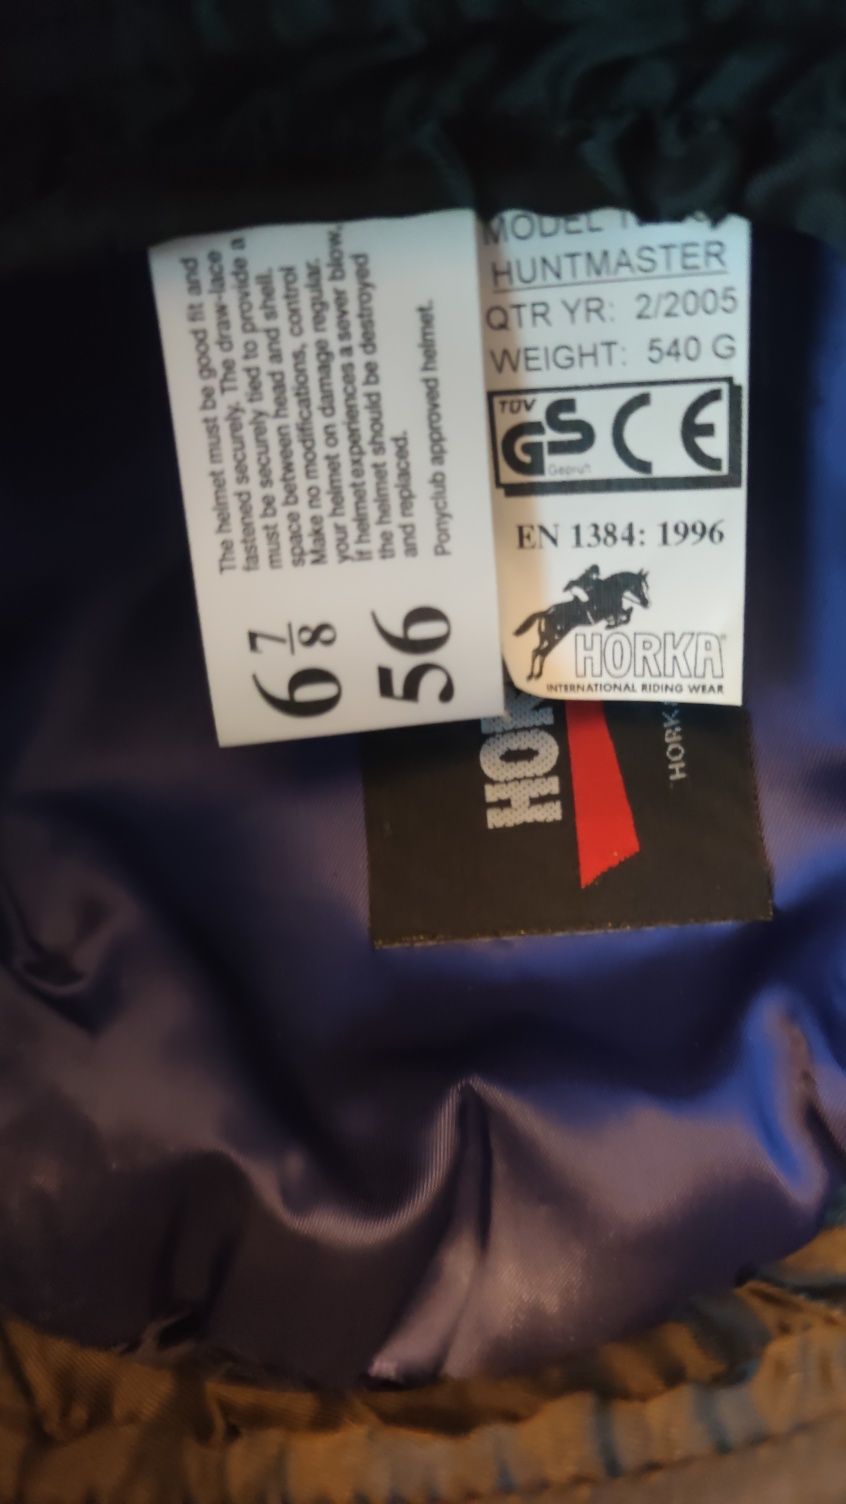 The helmet must be good fit and
fastened securely. The draw-lace
must be securely tied to provide a
space between head and shell.
Make no modifications, control
your helmet on damage regular.
If helmet experiences a sever blow,
the helmet should be destroyed
and replaced.
Ponyclub approved helmet.
6 7/8
56
MODEL
HUNTMASTER
QTR YR: 2/2005
WEIGHT: 540 G
TÜV
GS CE
Geprüft
EN 1384: 1996
HORKA
INTERNATIONAL RIDING WEAR